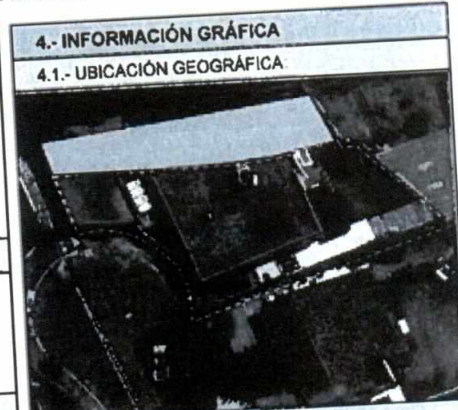 4.- INFORMACIÓN GRÁFICA
4.1.- UBICACIÓN GEOGRÁFICA: